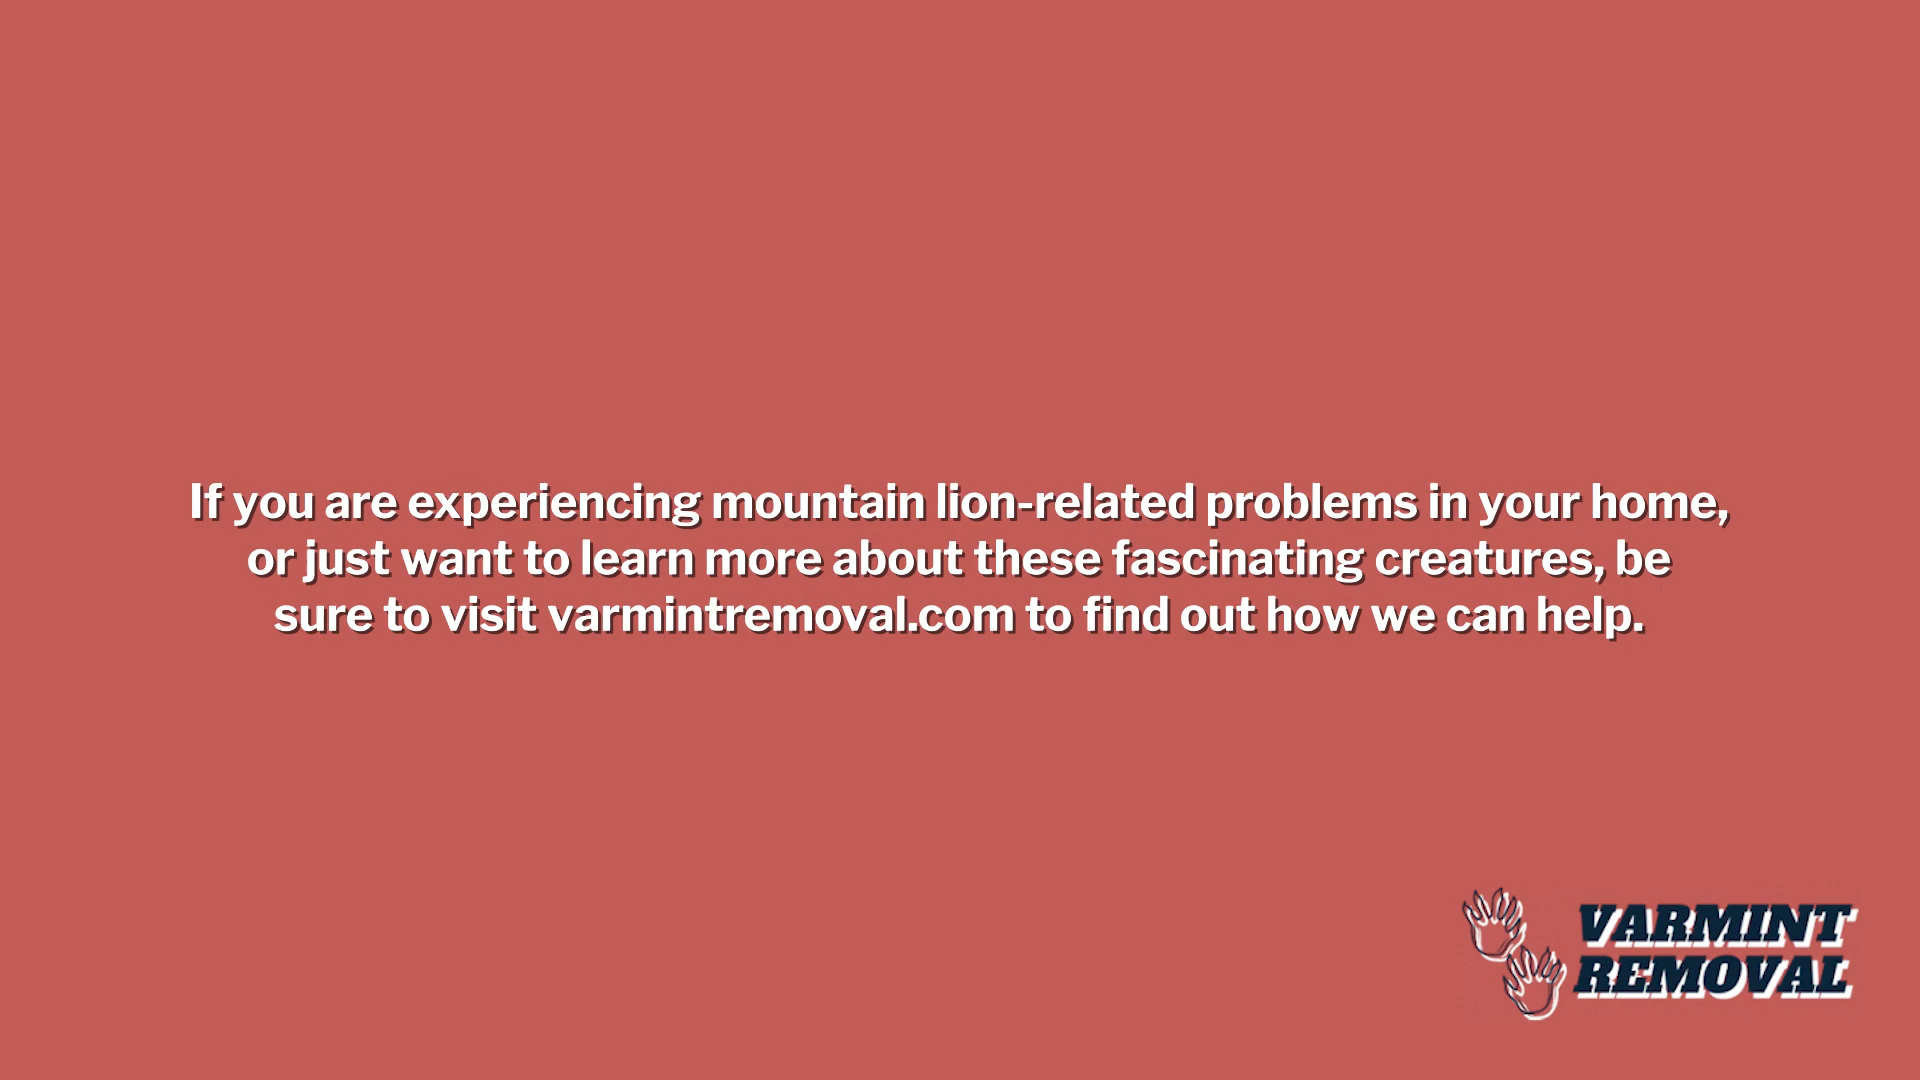 If you are experiencing mountain lion-related problems in your home,
or just want to learn more about these fascinating creatures, be
sure to visit varmintremoval.com to find out how we can help.
VARMINT
REMOVAL